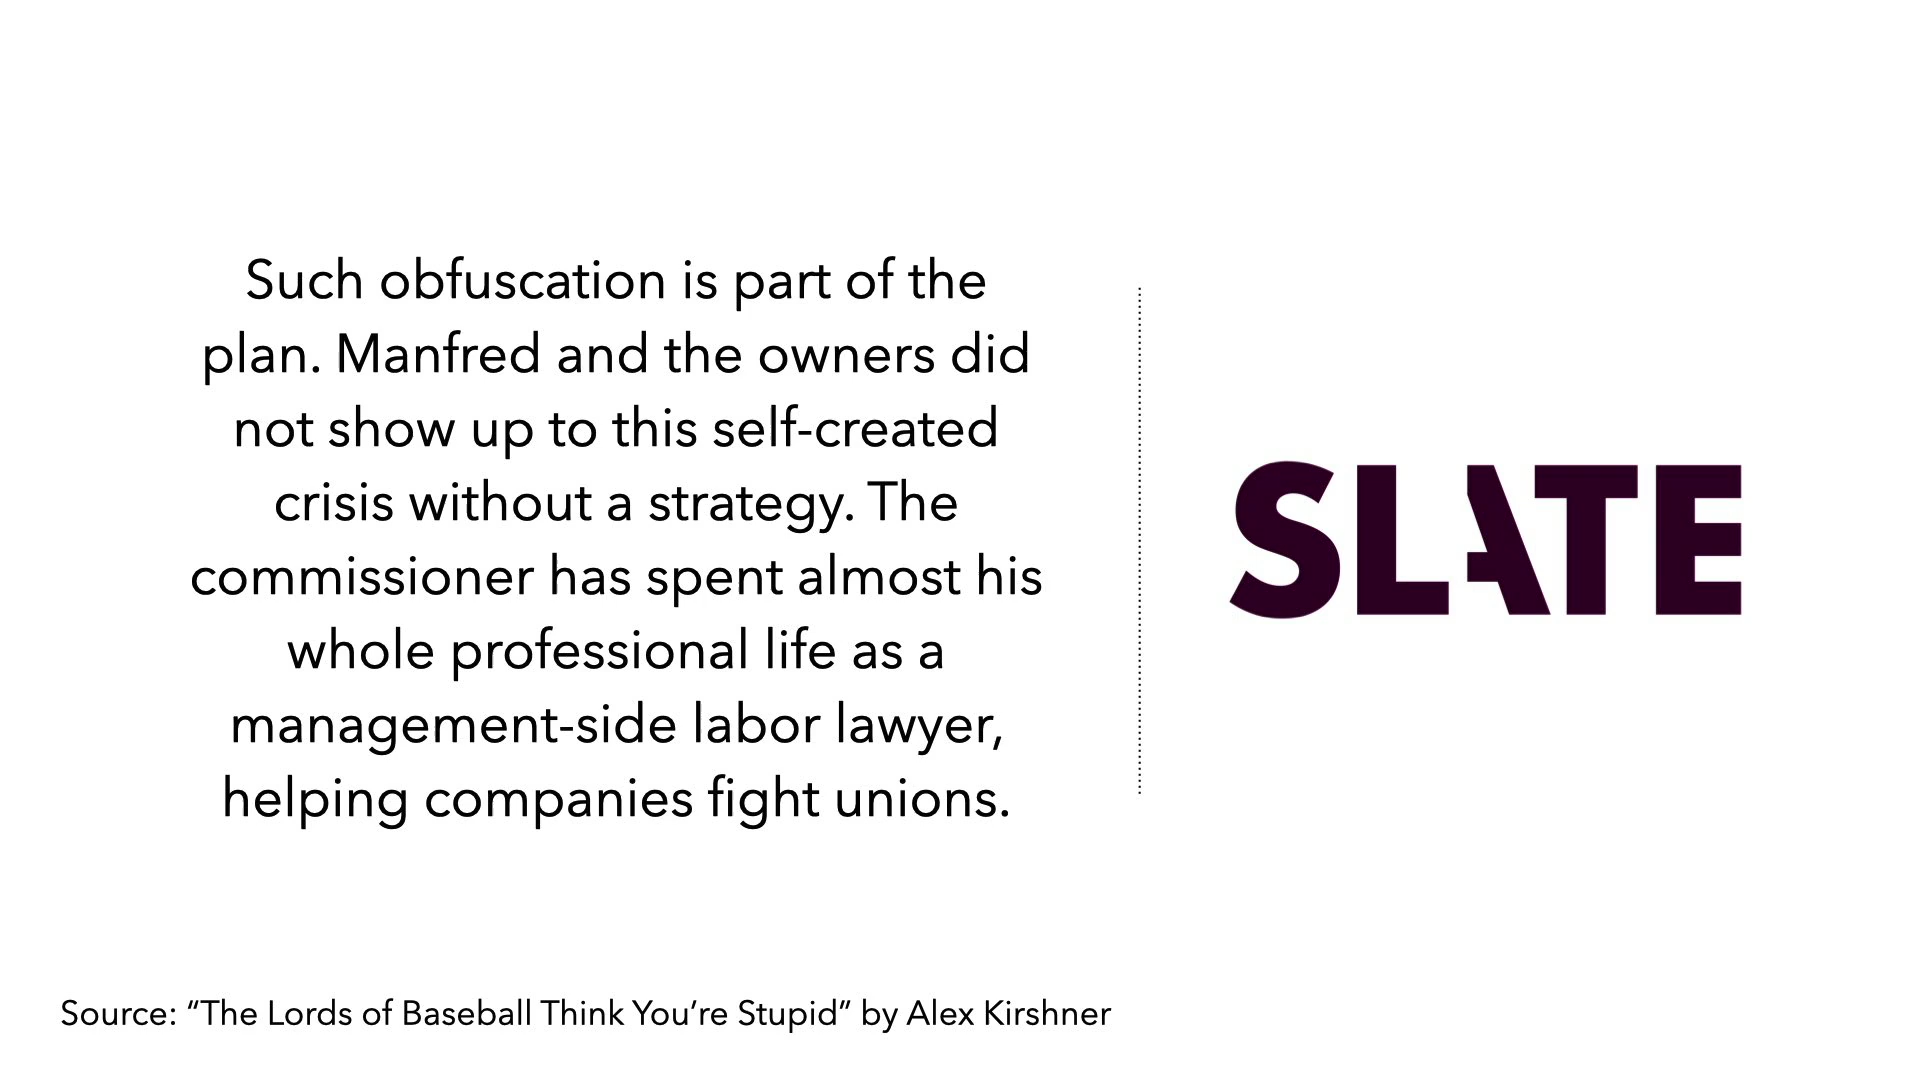 Such obfuscation is part of the
plan. Manfred and the owners did
not show up to this self-created
crisis without a strategy. The
commissioner has spent almost his
whole professional life as a
management-side labor lawyer,
helping companies fight unions.
SLATE
Source: “The Lords of Baseball Think You’re Stupid” by Alex Kirshner